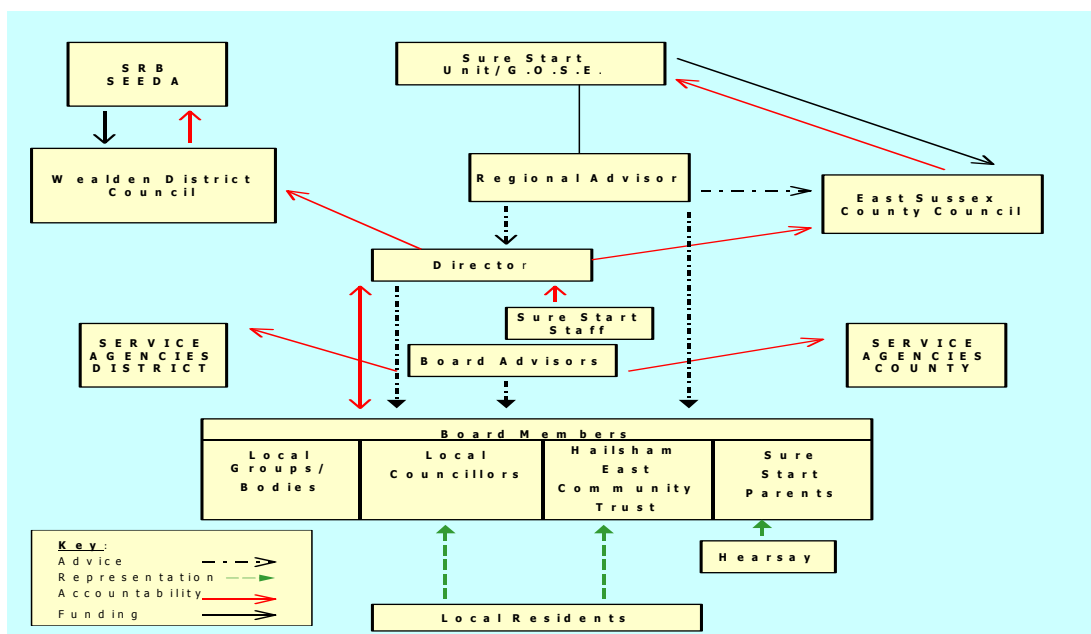 SRB
SEEDA
Sure Start
Unit/G.O.S.E.
Wealden District
Council
Regional Advisor
East Sussex
County Council
Director
Sure Start
Staff
SERVICE
AGENCIES
DISTRICT
Board Advisors
SERVICE
AGENCIES
COUNTY
Board Members
Local
Groups/
Bodies
Local
Councillors
Hailsham
East
Community
Trust
Sure
Start
Parents
Key:
Advice
Representation
Accountability
Funding
Hearsay
Local Residents